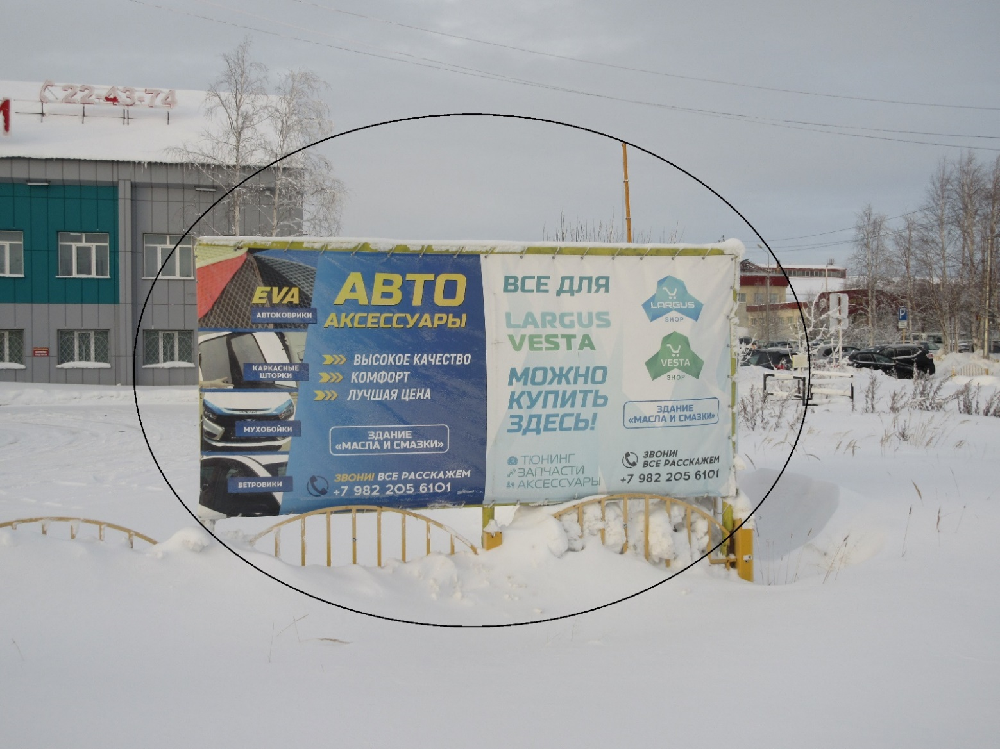 22-43-74
EVA
АВТОКОВРИКИ
КАРКАСНЫЕ
ШТОРКИ
МУХОБОЙКИ
ВЕТРОВИКИ
АВТО
АКСЕССУАРЫ
ВЫСОКОЕ КАЧЕСТВО
КОМФОРТ
ЛУЧШАЯ ЦЕНА
ЗДАНИЕ
«МАСЛА И СМАЗКИ»
ЗВОНИ! ВСЕ РАССКАЖЕМ
+7 982 205 6101
ВСЕ ДЛЯ
LARGUS
VESTA
МОЖНО
КУПИТЬ
ЗДЕСЬ!
ТЮНИНГ
ЗАПЧАСТИ
АКСЕССУАРЫ
LARGUS
SHOP
VESTA
SHOP
ЗДАНИЕ
«МАСЛА И СМАЗКИ»
ЗВОНИ!
ВСЕ РАССКАЖЕМ
+7 982 205 6101
P